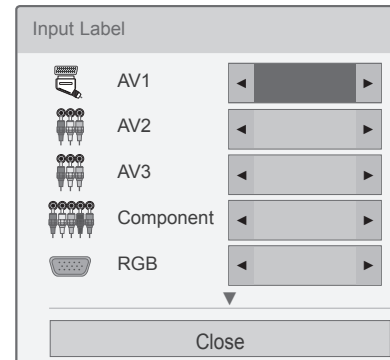 Input Label
AV1
AV2
AV3
Component
RGB
Close